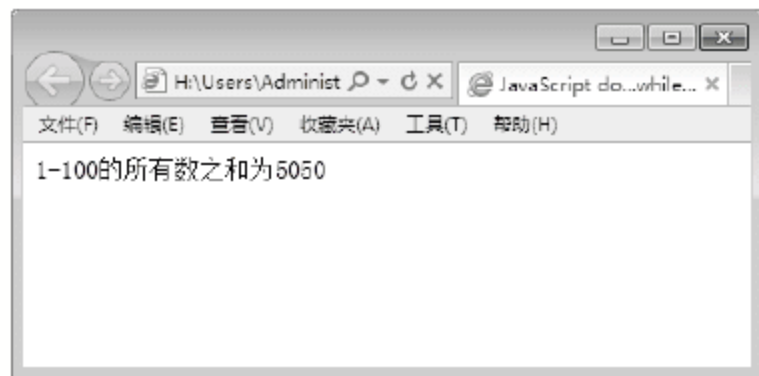 H:\Users\Administ
JavaScript do...while...
文件(F) 编辑(E) 查看(V) 收藏夹(A) 工具(T) 帮助(H)
1-100的所有数之和为5050